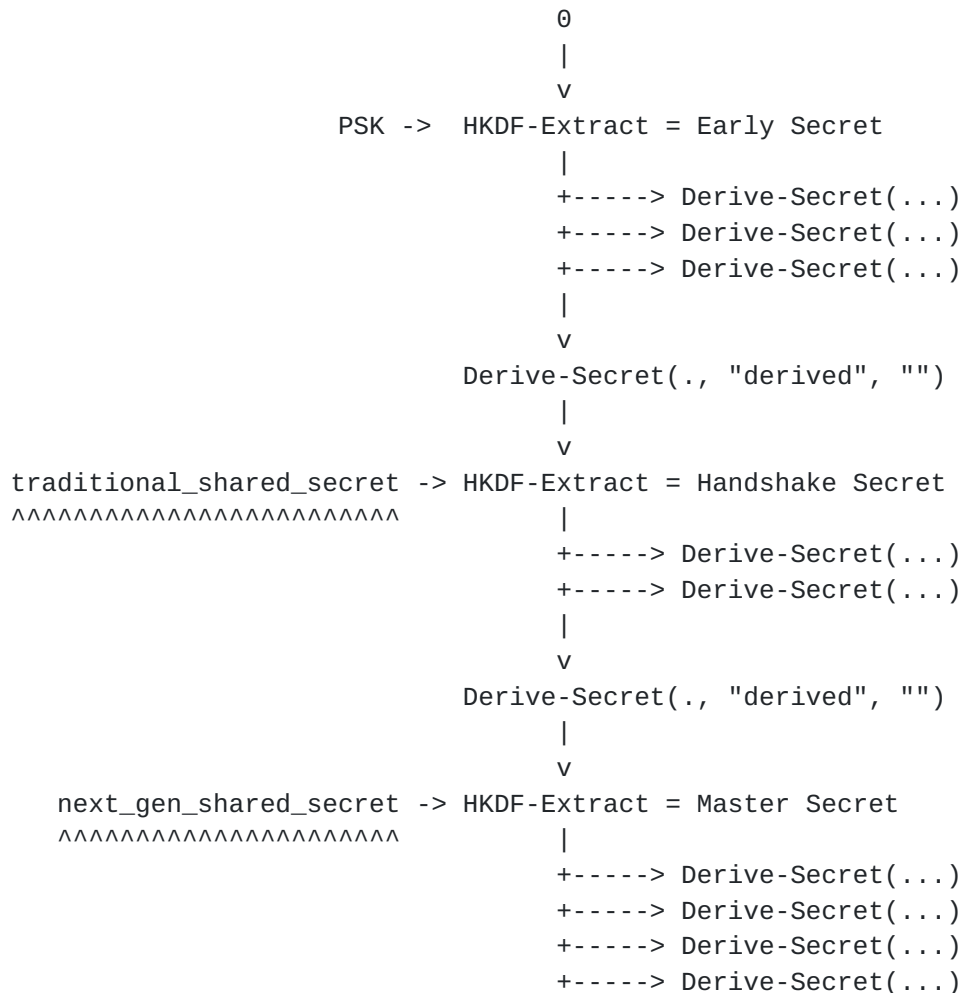 0
|
v
PSK -> HKDF-Extract = Early Secret
|
+-----> Derive-Secret(...)
+-----> Derive-Secret(...)
+-----> Derive-Secret(...)
|
v
Derive-Secret(., "derived", "")
|
v
traditional_shared_secret -> HKDF-Extract = Handshake Secret
^^^^^^^^^^^^^^^^^^^^^^^^^ |
+-----> Derive-Secret(...)
+-----> Derive-Secret(...)
|
v
Derive-Secret(., "derived", "")
|
v
next_gen_shared_secret -> HKDF-Extract = Master Secret
^^^^^^^^^^^^^^^^^^^^^^ |
+-----> Derive-Secret(...)
+-----> Derive-Secret(...)
+-----> Derive-Secret(...)
+-----> Derive-Secret(...)